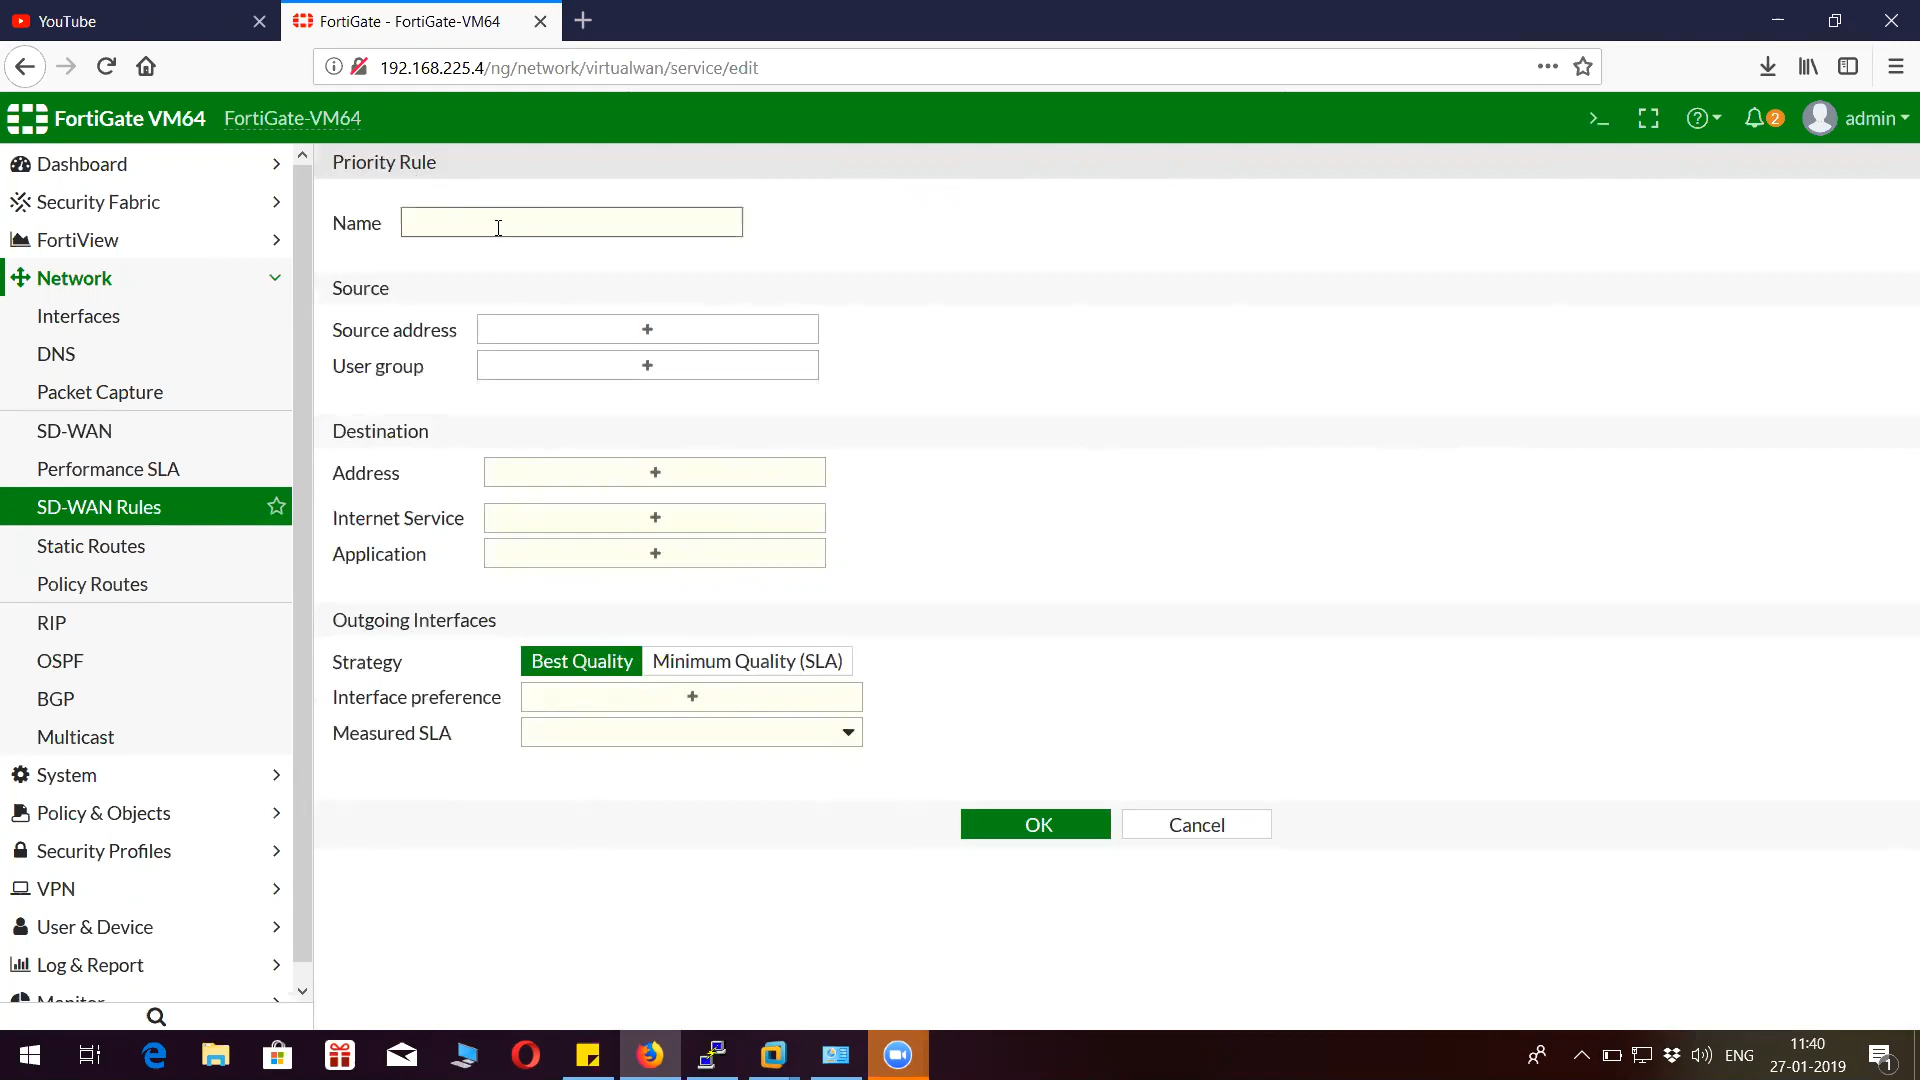 YouTube
FortiGate - FortiGate-VM64
192.168.225.4/ng/network/virtualwan/service/edit
FortiGate VM64
FortiGate-VM64
2
admin
Dashboard
Security Fabric
FortiView
Network
Interfaces
DNS
Packet Capture
SD-WAN
Performance SLA
SD-WAN Rules
Static Routes
Policy Routes
RIP
OSPF
BGP
Multicast
System
Policy & Objects
Security Profiles
VPN
User & Device
Log & Report
Monitor
Priority Rule
Name
Source
Source address
User group
Destination
Address
Internet Service
Application
Outgoing Interfaces
Strategy
Best Quality
Minimum Quality (SLA)
Interface preference
Measured SLA
OK
Cancel
ENG
11:40
27-01-2019
1